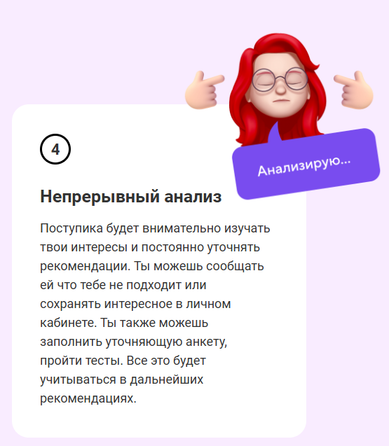 Анализирую...
4
Непрерывный анализ
Поступика будет внимательно изучать
твои интересы и постоянно уточнять
рекомендации. Ты можешь сообщать
ей что тебе не подходит или
сохранять интересное в личном
кабинете. Ты также можешь
заполнить уточняющую анкету,
пройти тесты. Все это будет
учитываться в дальнейших
рекомендациях.